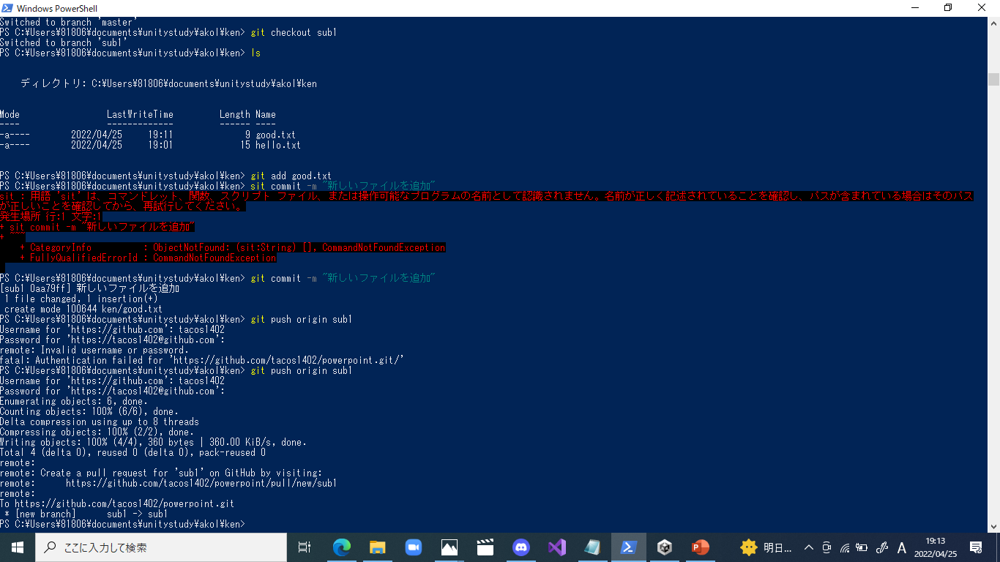 Windows PowerShell
Switched to branch 'master'
PS C:¥Users¥81806¥documents¥unitystudy¥akol¥ken> git checkout sub1
Switched to branch 'sub1'
PS C:¥Users¥81806¥documents¥unitystudy¥akol¥ken> ls
ディレクトリ: C:¥Users¥81806¥documents¥unitystudy¥akol¥ken
Mode LastWriteTime Length Name
---- ------------- ------ ----
-a---- 2022/04/25 19:11 9 good.txt
-a---- 2022/04/25 19:01 15 hello.txt
PS C:¥Users¥81806¥documents¥unitystudy¥akol¥ken> git add good.txt
PS C:¥Users¥81806¥documents¥unitystudy¥akol¥ken> sit commit -m "新しいファイルを追加"
sit : 用語 'sit' は、コマンドレット、関数、スクリプト ファイル、または操作可能なプログラムの名前として認識されません。名前が正しく記述されていることを確認し、パスが含まれている場合はそのパス
が正しいことを確認してから、再試行してください。
発生場所 行:1 文字:1
+ sit commit -m "新しいファイルを追加"
+ ~~~
+ CategoryInfo : ObjectNotFound: (sit:String) [], CommandNotFoundException
+ FullyQualifiedErrorId : CommandNotFoundException
PS C:¥Users¥81806¥documents¥unitystudy¥akol¥ken> git commit -m "新しいファイルを追加"
[sub1 0aa79ff] 新しいファイルを追加
1 file changed, 1 insertion(+)
create mode 100644 ken/good.txt
PS C:¥Users¥81806¥documents¥unitystudy¥akol¥ken> git push origin sub1
Username for 'https://github.com': tacos1402
Password for 'https://tacos1402@github.com':
remote: Invalid username or password.
fatal: Authentication failed for 'https://github.com/tacos1402/powerpoint.git/'
PS C:¥Users¥81806¥documents¥unitystudy¥akol¥ken> git push origin sub1
Username for 'https://github.com': tacos1402
Password for 'https://tacos1402@github.com':
Enumerating objects: 6, done.
Counting objects: 100% (6/6), done.
Delta compression using up to 8 threads
Compressing objects: 100% (2/2), done.
Writing objects: 100% (4/4), 360 bytes | 360.00 KiB/s, done.
Total 4 (delta 0), reused 0 (delta 0), pack-reused 0
remote:
remote: Create a pull request for 'sub1' on GitHub by visiting:
remote: https://github.com/tacos1402/powerpoint/pull/new/sub1
remote:
To https://github.com/tacos1402/powerpoint.git
* [new branch] sub1 -> sub1
PS C:¥Users¥81806¥documents¥unitystudy¥akol¥ken>
ここに入力して検索
明日...
A
19:13
2022/04/25